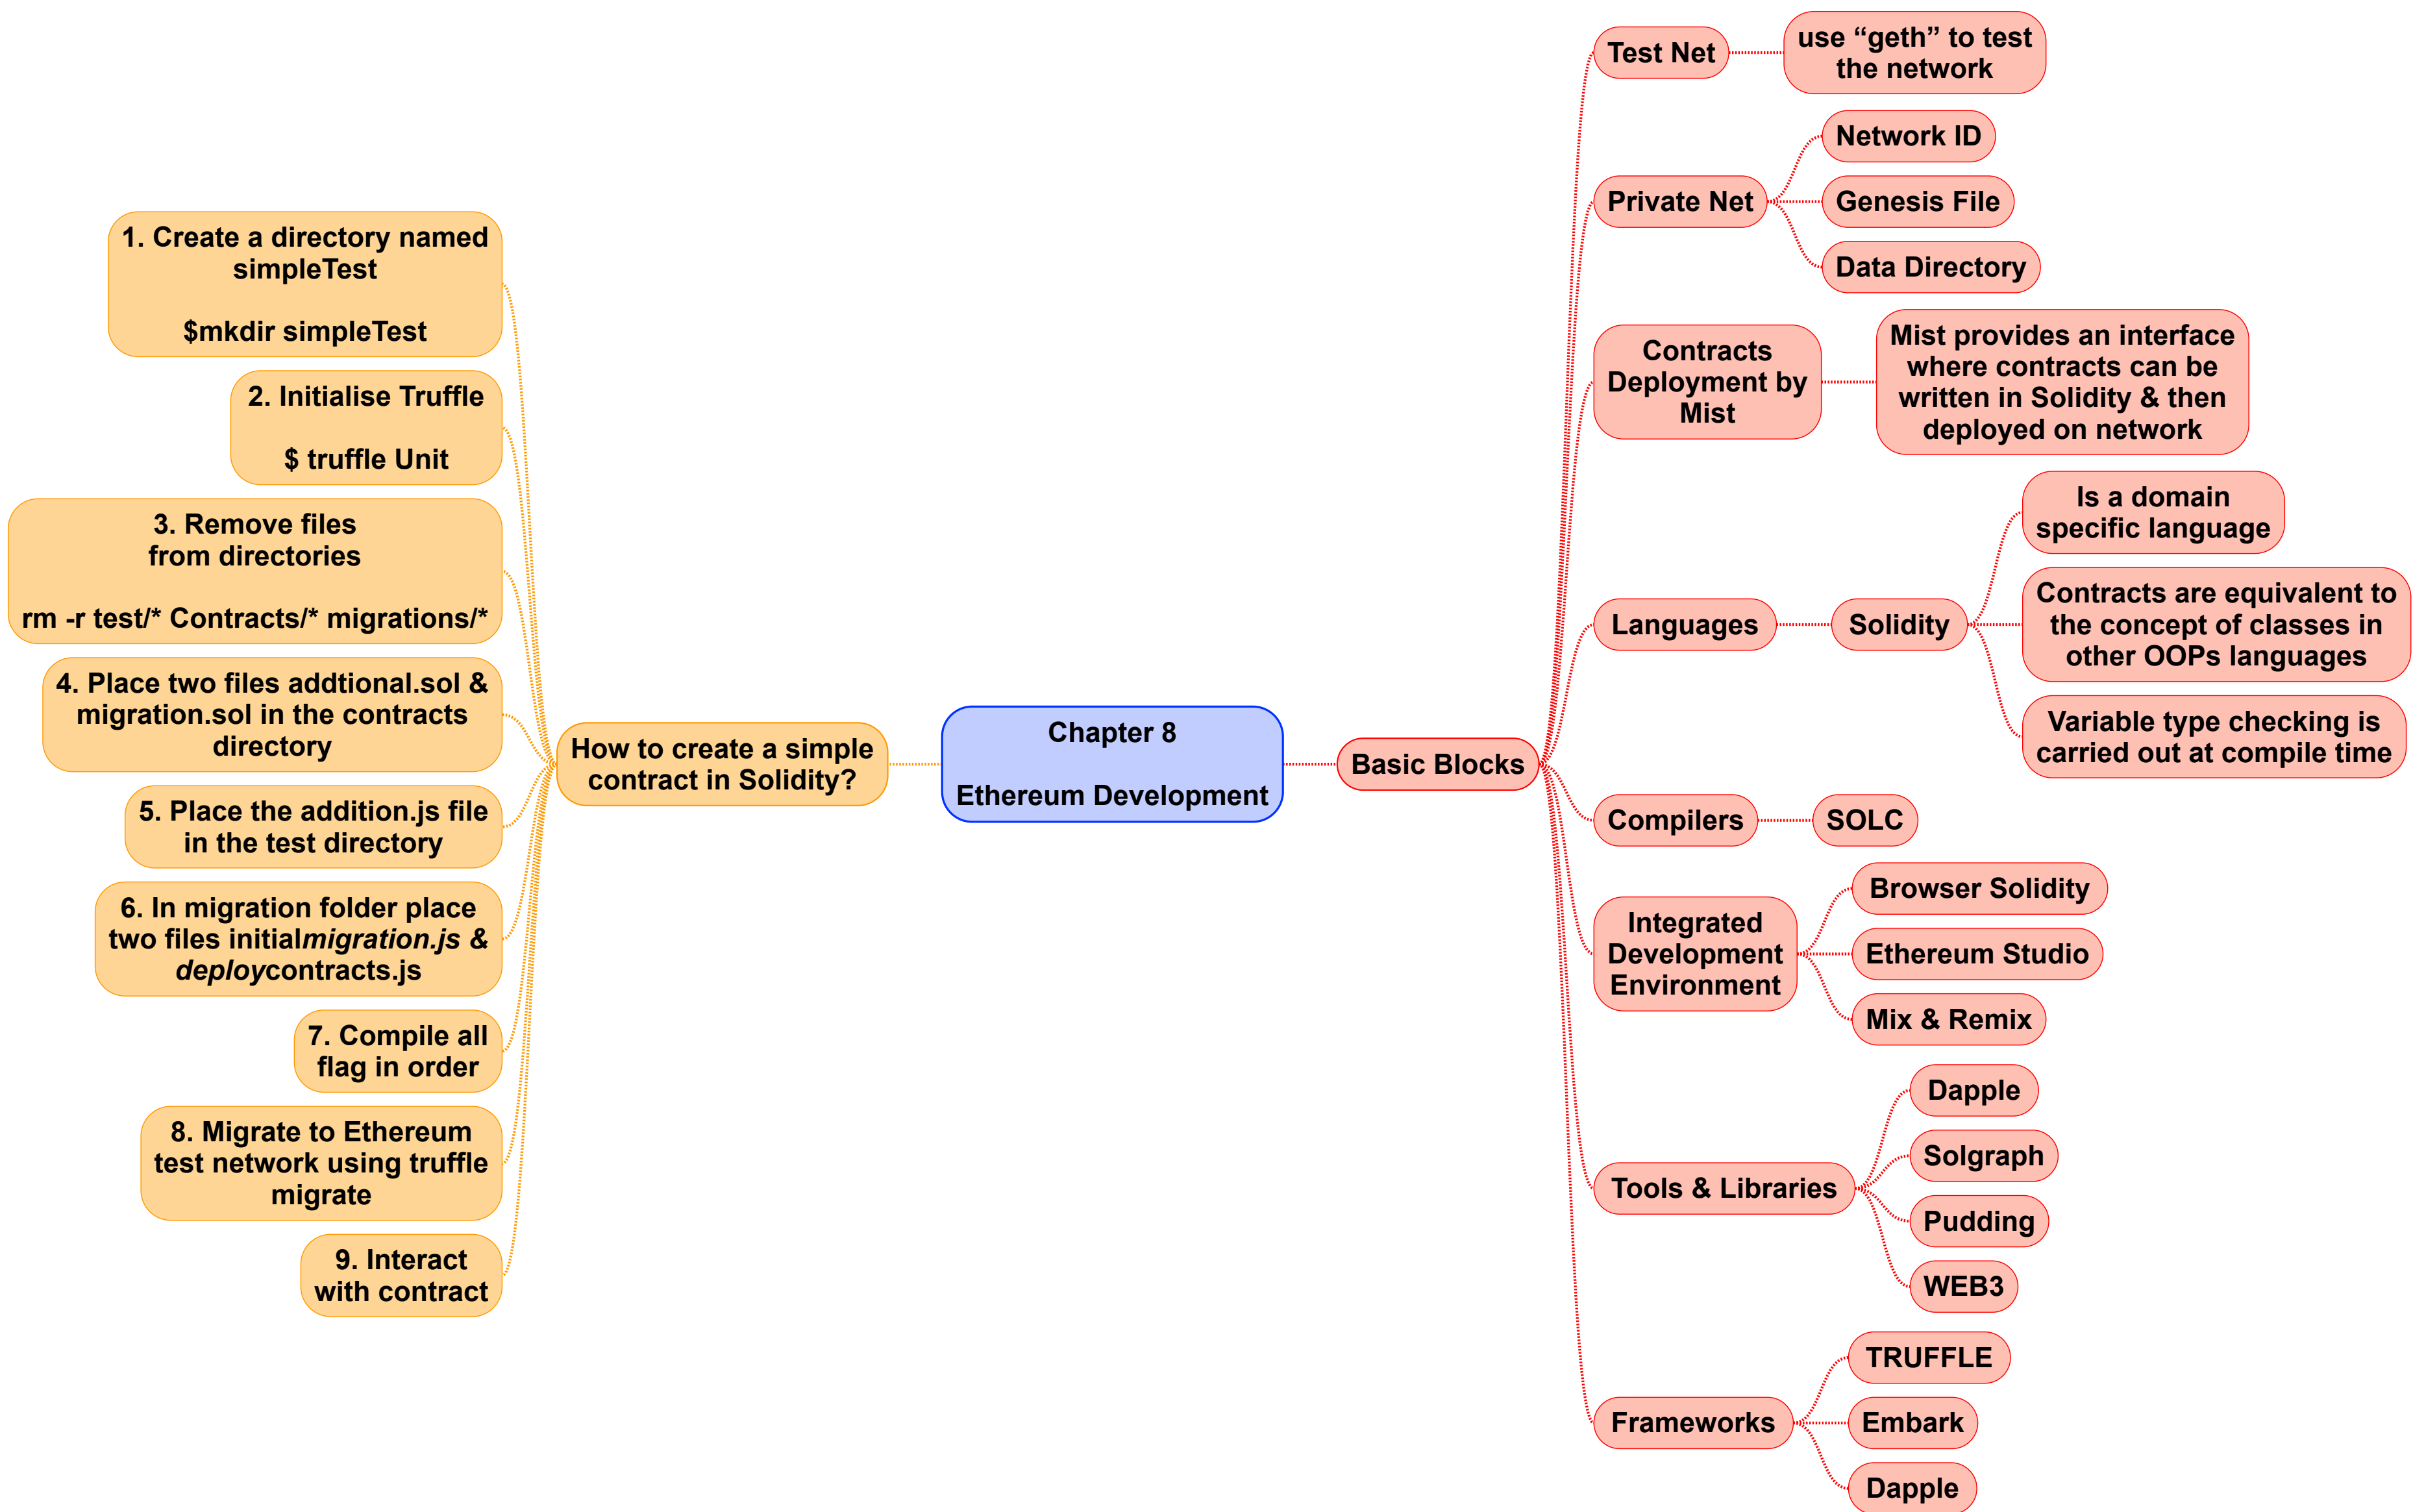 Chapter 8
Ethereum Development
How to create a simple
contract in Solidity?
1. Create a directory named
simpleTest
$mkdir simpleTest
2. Initialise Truffle
$ truffle Unit
3. Remove files
from directories
rm -r test/* Contracts/* migrations/*
4. Place two files addtional.sol &
migration.sol in the contracts
directory
5. Place the addition.js file
in the test directory
6. In migration folder place
two files initialmigration.js &
deploycontracts.js
7. Compile all
flag in order
8. Migrate to Ethereum
test network using truffle
migrate
9. Interact
with contract
Basic Blocks
Test Net
use “geth” to test
the network
Private Net
Network ID
Genesis File
Data Directory
Contracts
Deployment by
Mist
Mist provides an interface
where contracts can be
written in Solidity & then
deployed on network
Languages
Solidity
Is a domain
specific language
Contracts are equivalent to
the concept of classes in
other OOPs languages
Variable type checking is
carried out at compile time
Compilers
SOLC
Integrated
Development
Environment
Browser Solidity
Ethereum Studio
Mix & Remix
Tools & Libraries
Dapple
Solgraph
Pudding
WEB3
Frameworks
TRUFFLE
Embark
Dapple